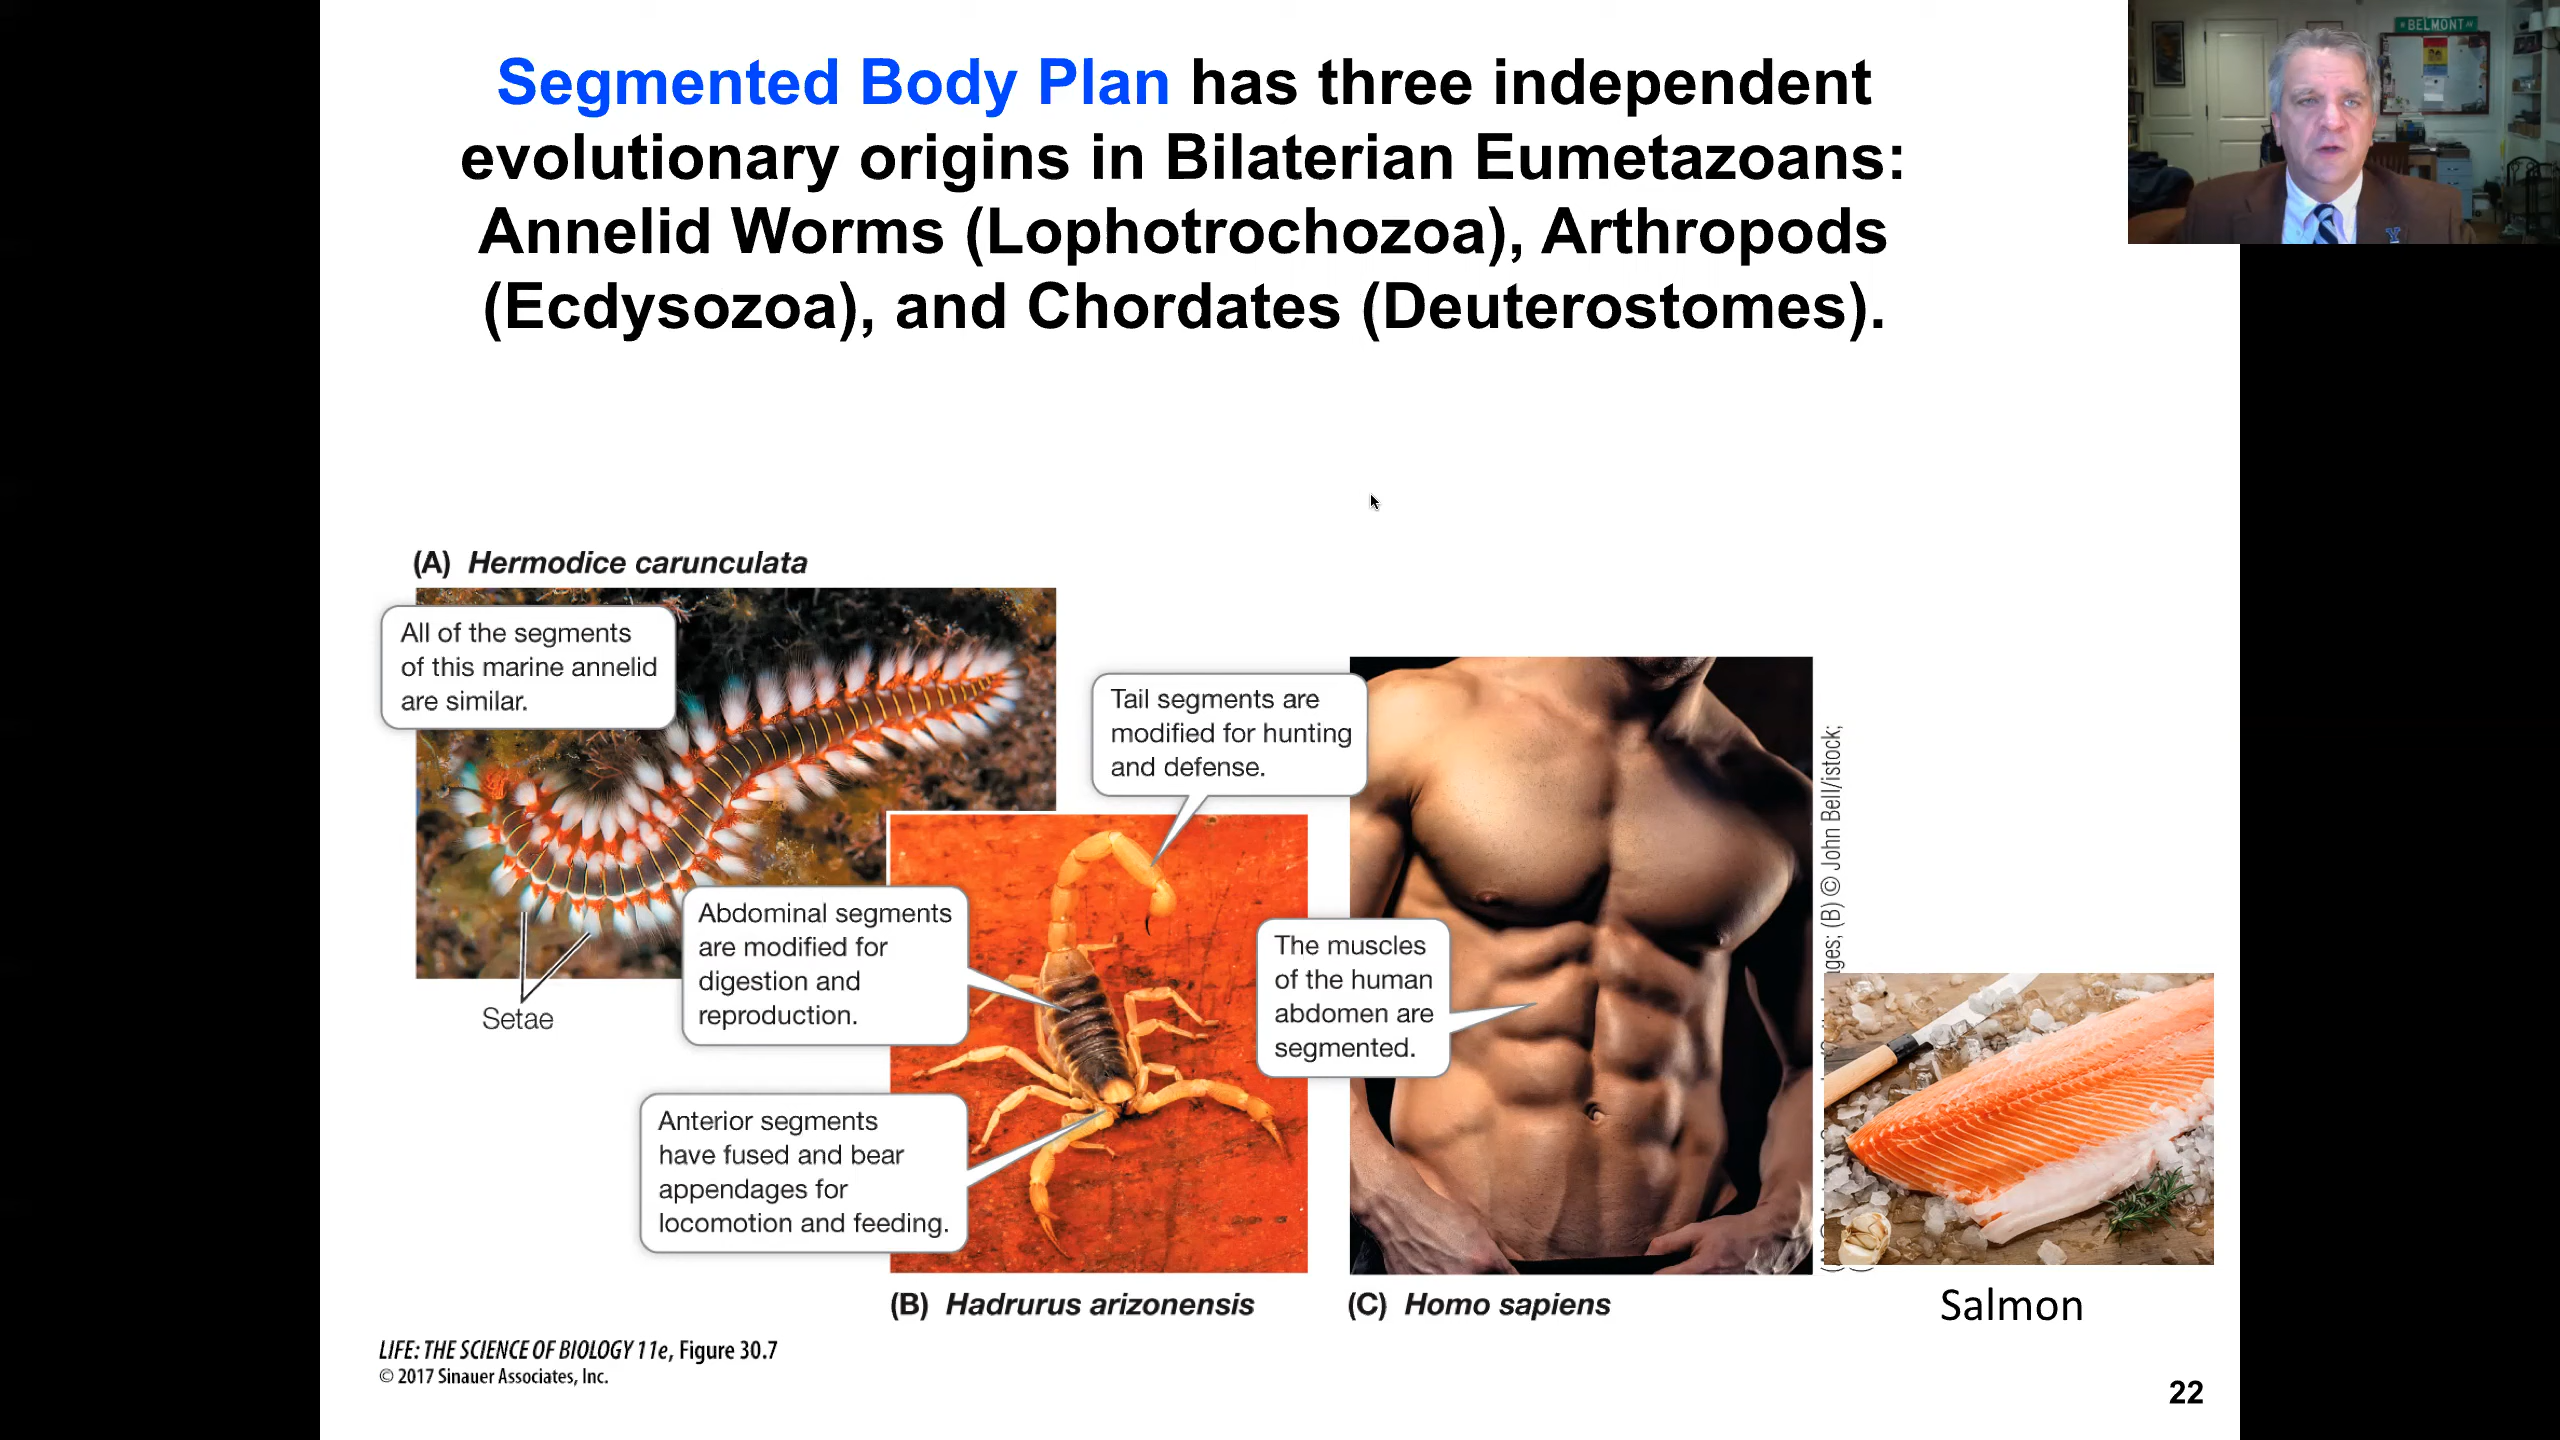 Segmented Body Plan has three independent
evolutionary origins in Bilaterian Eumetazoans:
Annelid Worms (Lophotrochozoa), Arthropods
(Ecdysozoa), and Chordates (Deuterostomes).
BELMONT AV
(A) Hermodice carunculata
All of the segments
of this marine annelid
are similar.
Setae
Tail segments are
modified for hunting
and defense.
Abdominal segments
are modified for
digestion and
reproduction.
Anterior segments
have fused and bear
appendages for
locomotion and feeding.
(B) Hadrurus arizonensis
The muscles
of the human
abdomen are
segmented.
(C) Homo sapiens
(B) © John Bell/istock;
Salmon
LIFE: THE SCIENCE OF BIOLOGY 11e, Figure 30.7
© 2017 Sinauer Associates, Inc.
22